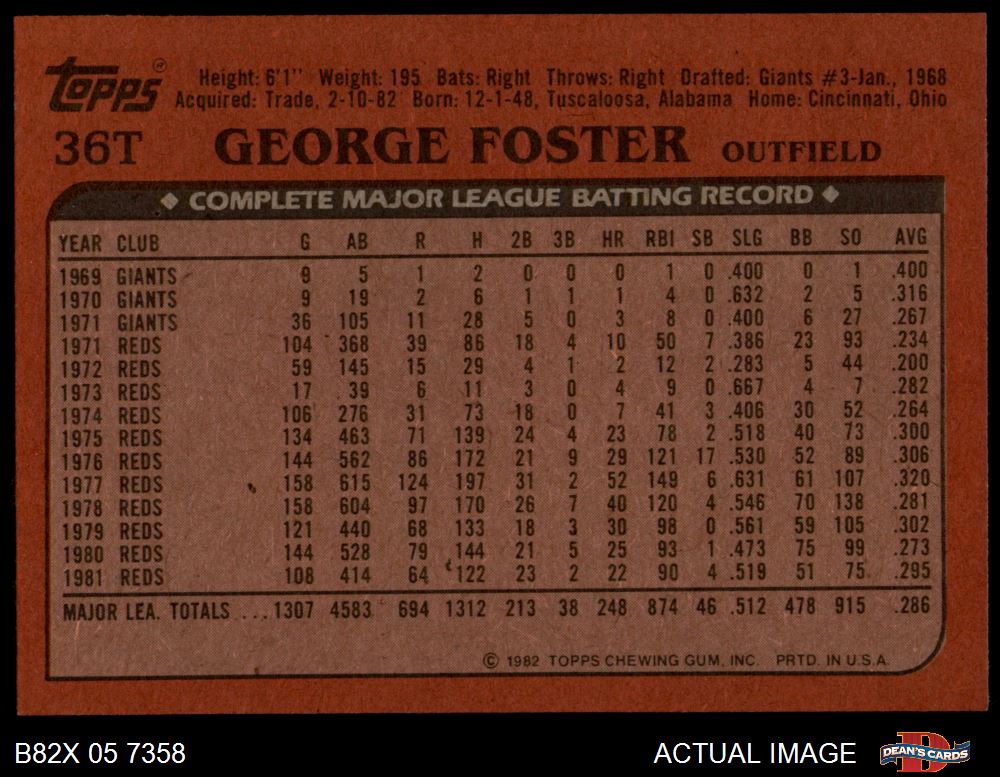 topps® Height: 6'1" Weight: 195 Bats: Right Throws: Right Drafted: Giants #3-Jan., 1968
Acquired: Trade, 2-10-82 Born: 12-1-48, Tuscaloosa, Alabama Home: Cincinnati, Ohio
36T GEORGE FOSTER OUTFIELD
◆ COMPLETE MAJOR LEAGUE BATTING RECORD ◆
YEAR CLUB G AB R H 2B 3B HR RBI SB SLG BB SO AVG
1969 GIANTS 9 5 1 2 0 0 0 1 0 .400 0 1 .400
1970 GIANTS 9 19 2 6 1 1 1 4 0 .632 2 5 .316
1971 GIANTS 36 105 11 28 5 0 3 8 0 .400 6 27 .267
1971 REDS 104 368 39 86 18 4 10 50 7 .386 23 93 .234
1972 REDS 59 145 15 29 4 1 2 12 2 .283 5 44 .200
1973 REDS 17 39 6 11 3 0 4 9 0 .667 4 7 .282
1974 REDS 106 276 31 73 18 0 7 41 3 .406 30 52 .264
1975 REDS 134 463 71 139 24 4 23 78 2 .518 40 73 .300
1976 REDS 144 562 86 172 21 9 29 121 17 .530 52 89 .306
1977 REDS 158 615 124 197 31 2 52 149 6 .631 61 107 .320
1978 REDS 158 604 97 170 26 7 40 120 4 .546 70 138 .281
1979 REDS 121 440 68 133 18 3 30 98 0 .561 59 105 .302
1980 REDS 144 528 79 144 21 5 25 93 1 .473 75 99 .273
1981 REDS 108 414 64 122 23 2 22 90 4 .519 51 75 .295
MAJOR LEA. TOTALS ... 1307 4583 694 1312 213 38 248 874 46 .512 478 915 .286
© 1982 TOPPS CHEWING GUM, INC. PRTD. IN U.S.A.
B82X 05 7358 ACTUAL IMAGE D DEAN'S CARDS